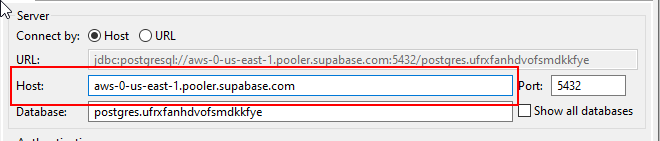 Server
Connect by: Host URL
URL: jdbc:postgresql://aws-0-us-east-1.pooler.supabase.com:5432/postgres.ufrxfanhdvofsmdkkfye
Host: aws-0-us-east-1.pooler.supabase.com Port: 5432
Database: postgres.ufrxfanhdvofsmdkkfye Show all databases